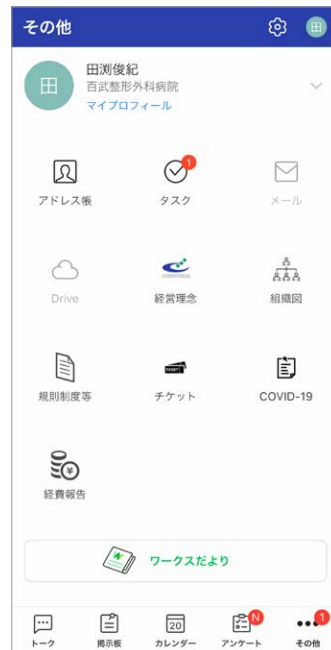 その他
田
田
田渕俊紀
百武整形外科病院
マイプロフィール
1
アドレス帳
タスク
メール
Drive
経営理念
組織図
TICKET
規則制度等
チケット
COVID-19
¥
経費報告
W
ワークスだより
20
N
1
トーク
掲示板
カレンダー
アンケート
その他